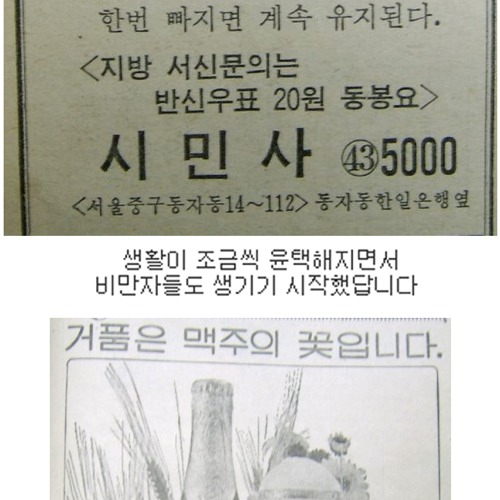 한번 빠지면 계속 유지된다.
<지방 서신문의는
반신우표 20원 동봉요>
시민사 ㊸5000
<서울중구동자동14~112> 동자동한일은행옆
생활이 조금씩 윤택해지면서
비만자들도 생기기 시작했답니다
거품은 맥주의 꽃입니다.